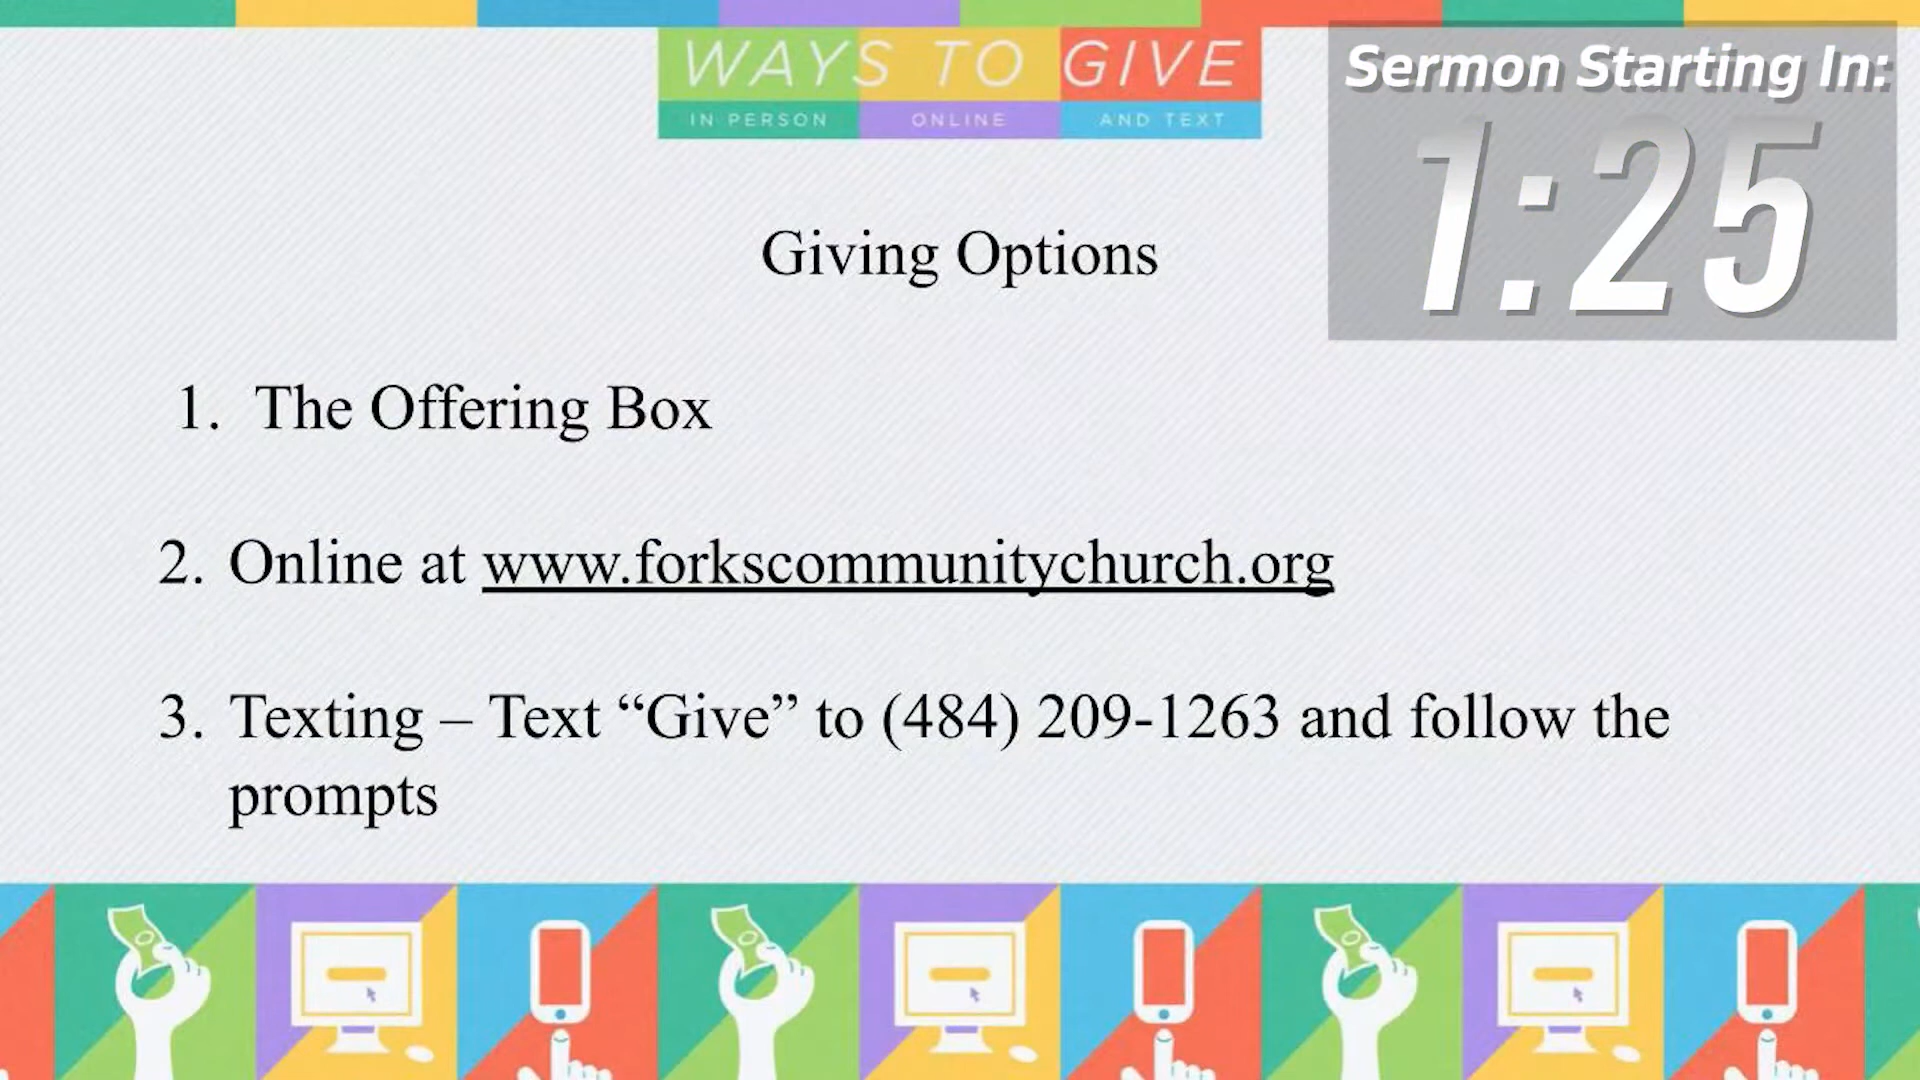 WAYS TO GIVE
IN PERSON ONLINE AND TEXT
Sermon Starting In:
1:25
Giving Options
1. The Offering Box
2. Online at www.forkscommunitychurch.org
3. Texting – Text “Give” to (484) 209-1263 and follow the
prompts